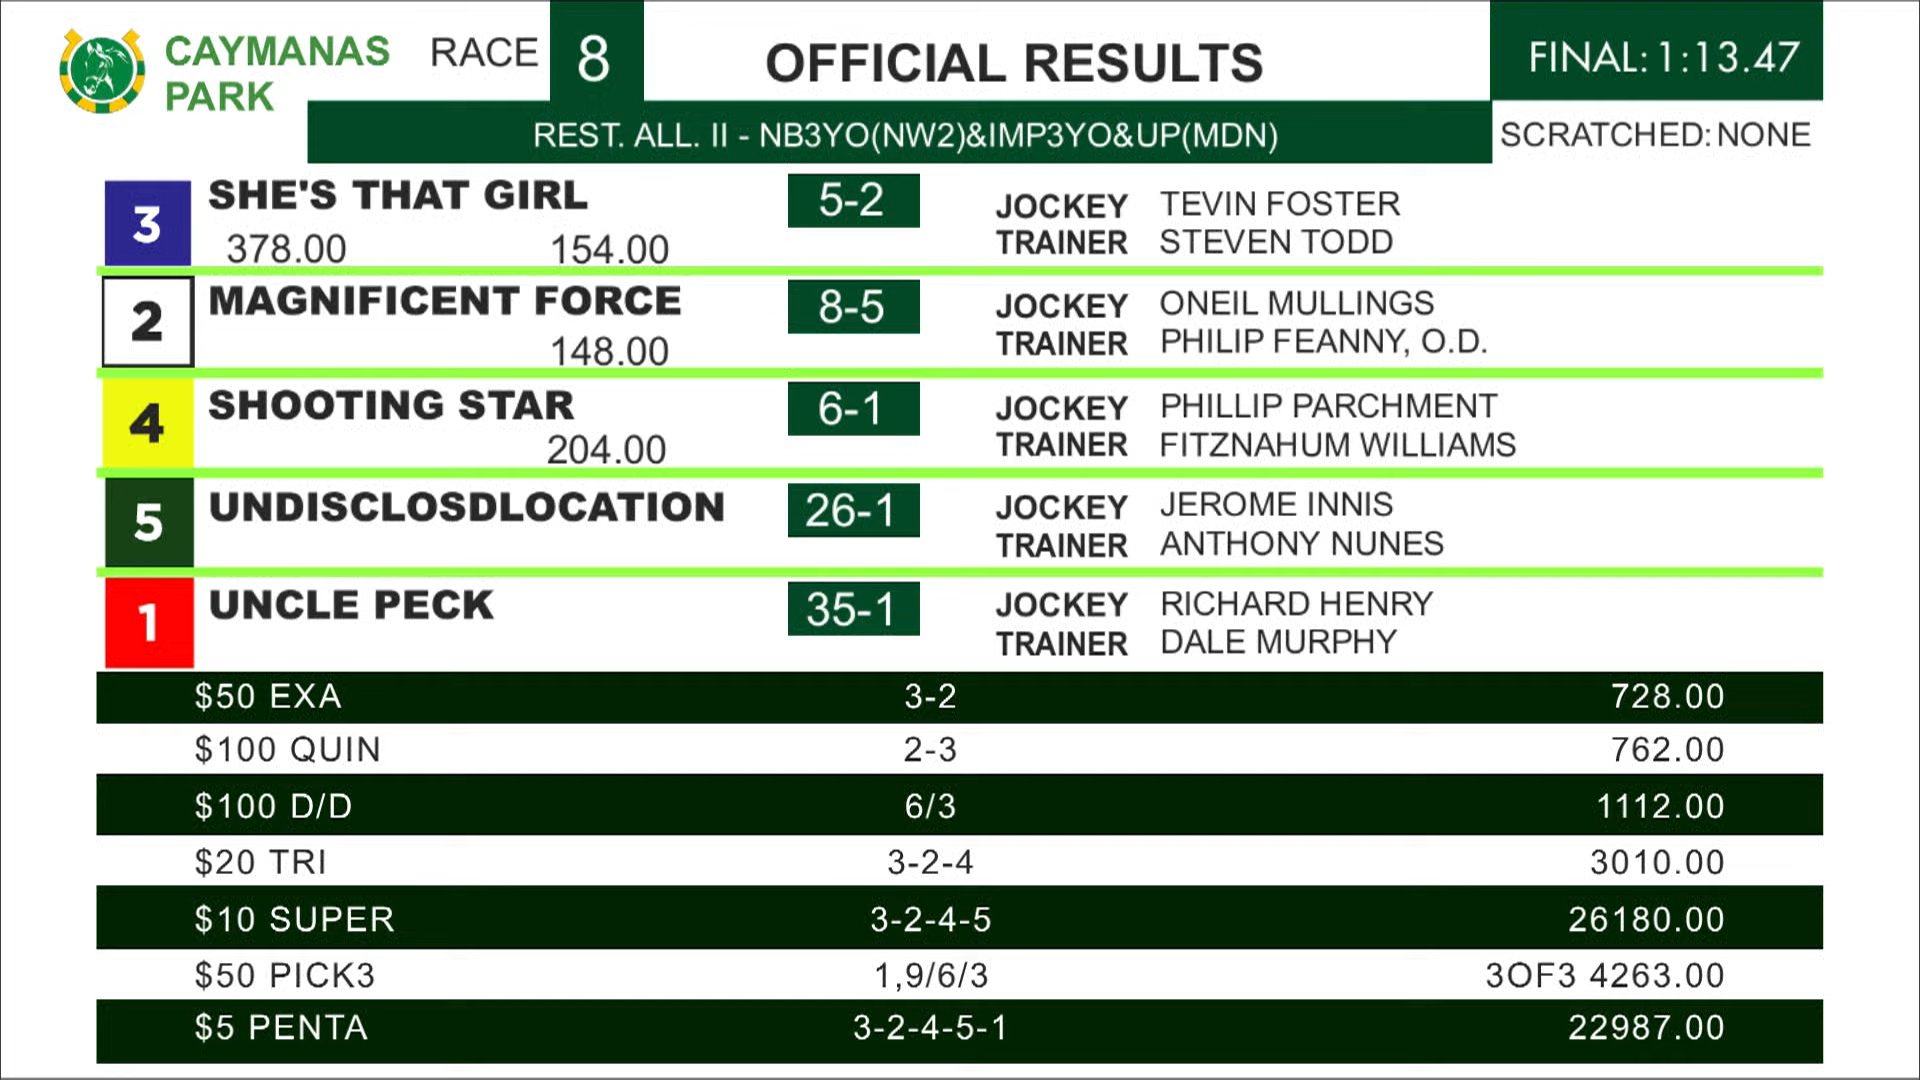 CAYMANAS PARK
RACE 8
OFFICIAL RESULTS
FINAL: 1:13.47
REST. ALL. II - NB3YO(NW2)&IMP3YO&UP(MDN)
SCRATCHED: NONE
3 SHE'S THAT GIRL 5-2 JOCKEY TEVIN FOSTER
378.00 154.00 TRAINER STEVEN TODD
2 MAGNIFICENT FORCE 8-5 JOCKEY ONEIL MULLINGS
148.00 TRAINER PHILIP FEANNY, O.D.
4 SHOOTING STAR 6-1 JOCKEY PHILLIP PARCHMENT
204.00 TRAINER FITZNAHUM WILLIAMS
5 UNDISCLOSDLOCATION 26-1 JOCKEY JEROME INNIS
TRAINER ANTHONY NUNES
1 UNCLE PECK 35-1 JOCKEY RICHARD HENRY
TRAINER DALE MURPHY
$50 EXA 3-2 728.00
$100 QUIN 2-3 762.00
$100 D/D 6/3 1112.00
$20 TRI 3-2-4 3010.00
$10 SUPER 3-2-4-5 26180.00
$50 PICK3 1,9/6/3 3OF3 4263.00
$5 PENTA 3-2-4-5-1 22987.00